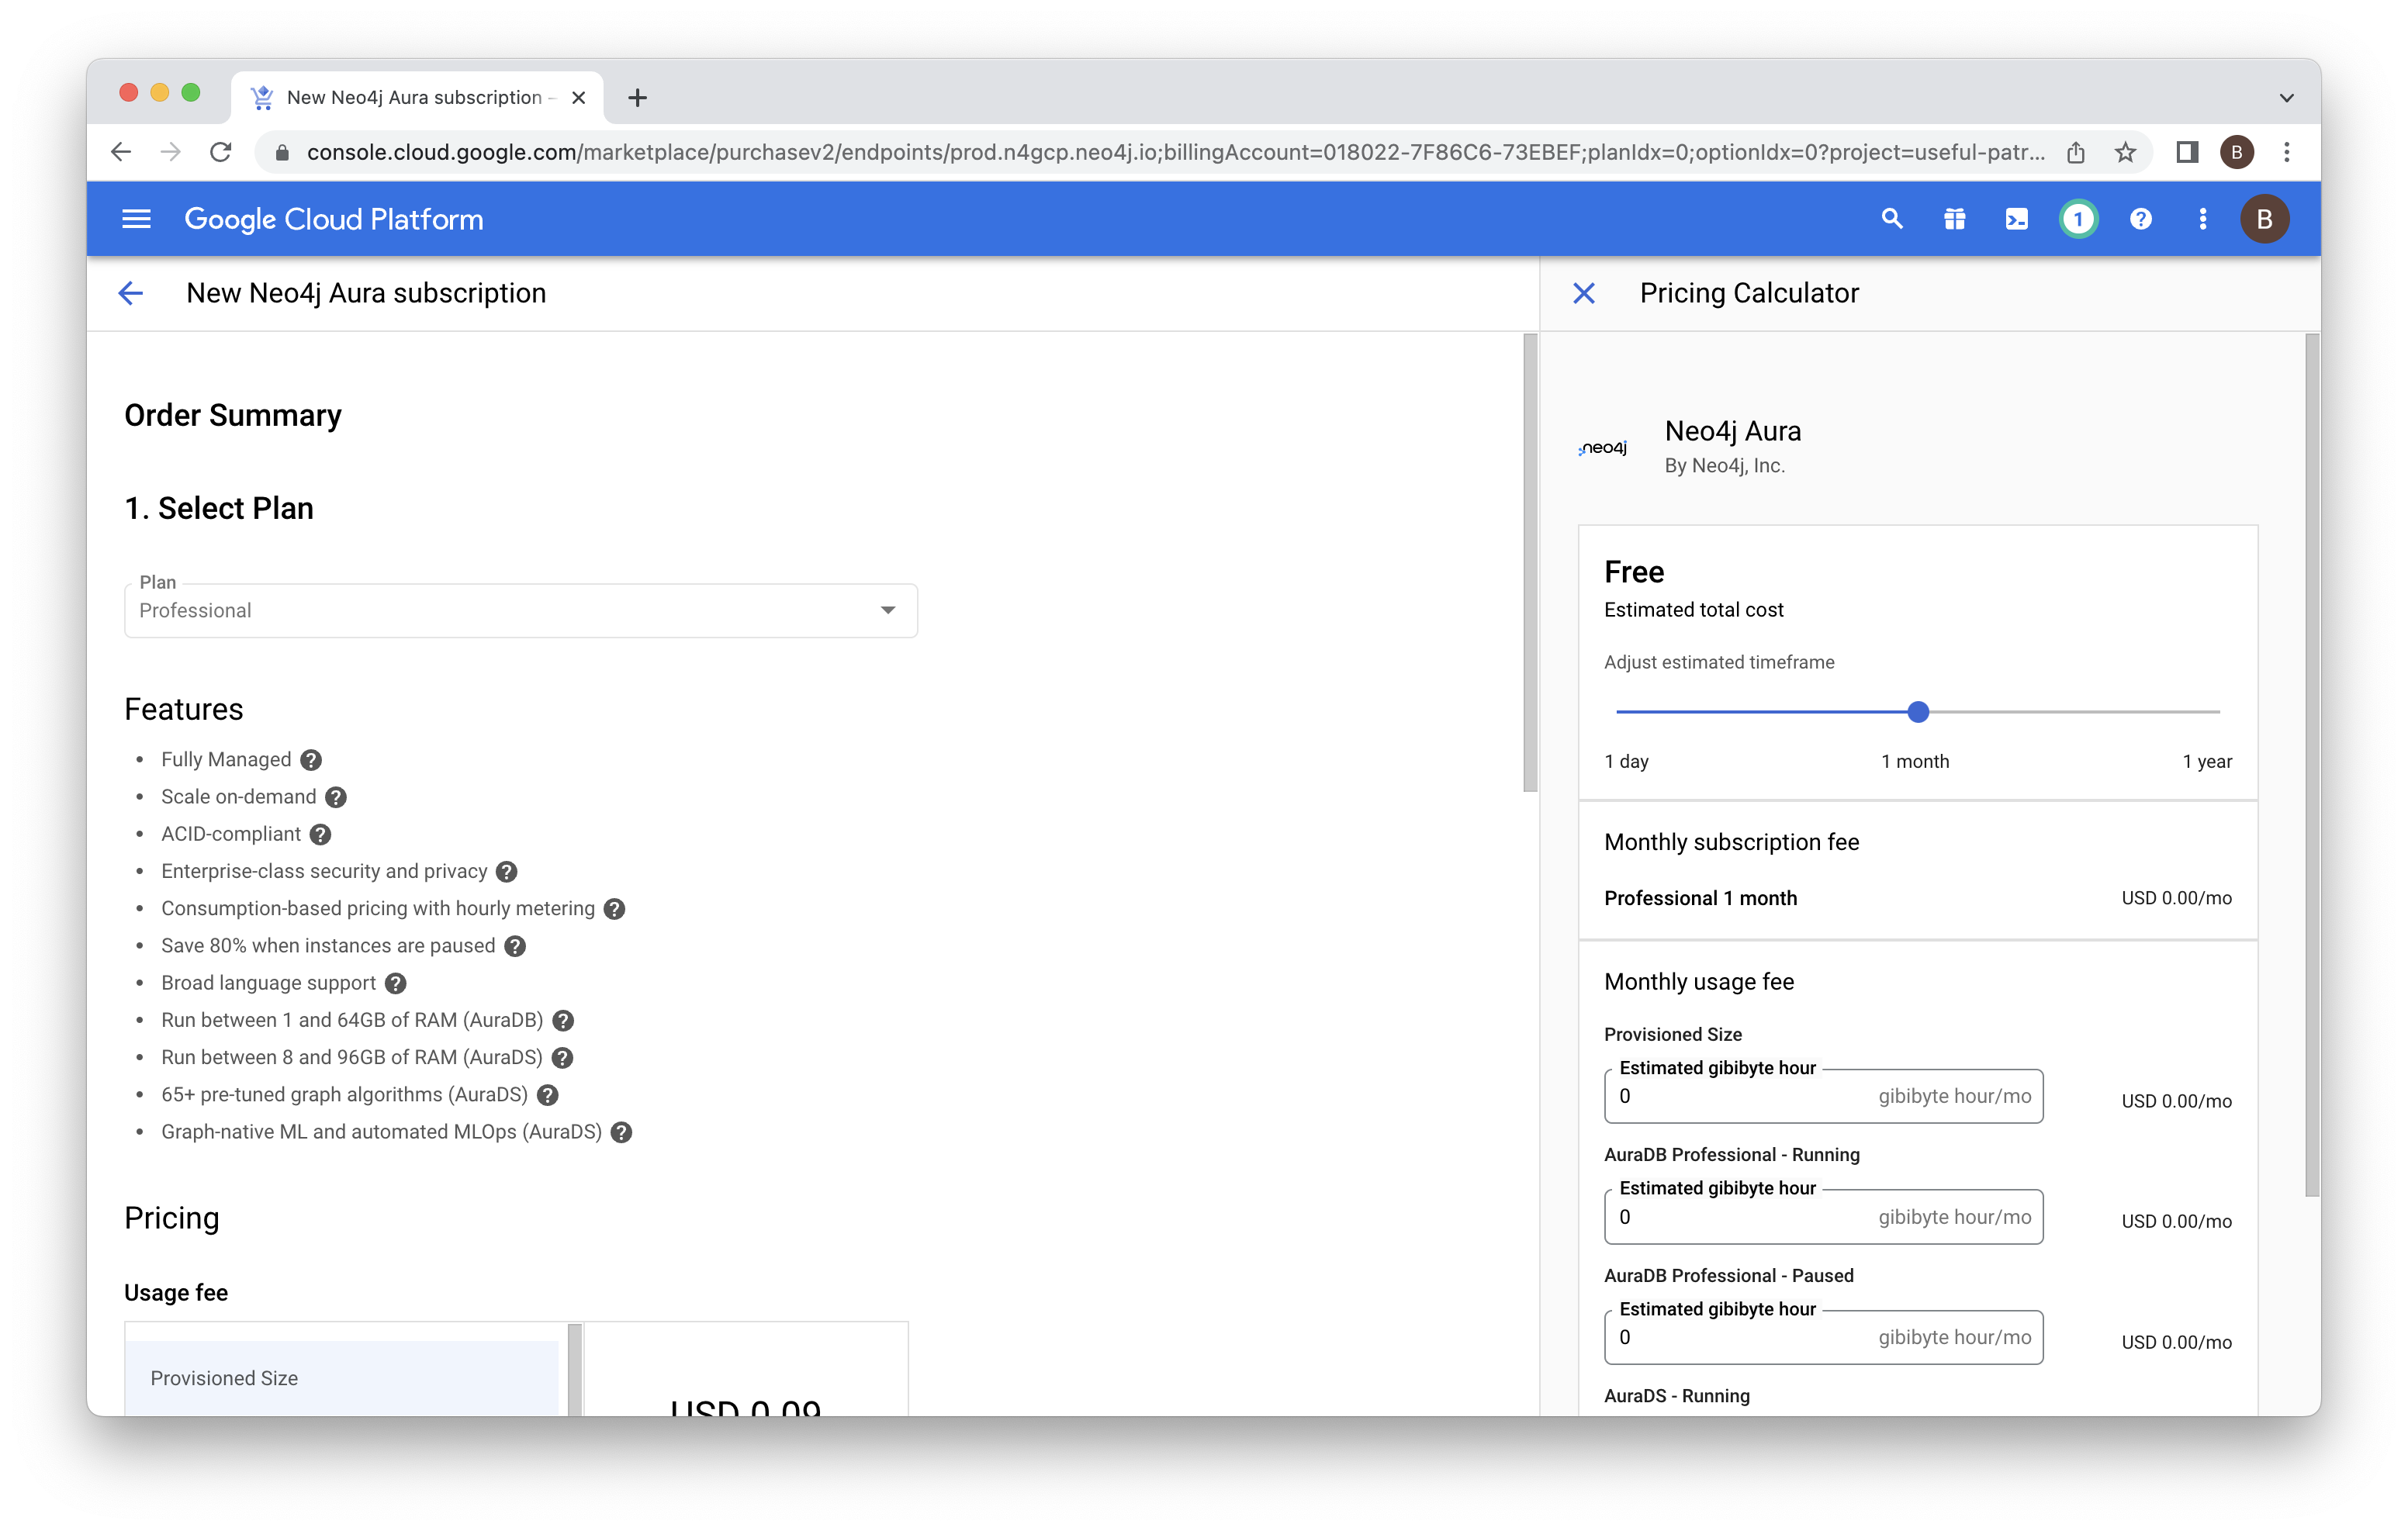 New Neo4j Aura subscription –
console.cloud.google.com/marketplace/purchasev2/endpoints/prod.n4gcp.neo4j.io;billingAccount=018022-7F86C6-73EBEF;planIdx=0;optionIdx=0?project=useful-patr...
B
Google Cloud Platform
1
B
New Neo4j Aura subscription
Order Summary
1. Select Plan
Plan
Professional
Features
Fully Managed
Scale on-demand
ACID-compliant
Enterprise-class security and privacy
Consumption-based pricing with hourly metering
Save 80% when instances are paused
Broad language support
Run between 1 and 64GB of RAM (AuraDB)
Run between 8 and 96GB of RAM (AuraDS)
65+ pre-tuned graph algorithms (AuraDS)
Graph-native ML and automated MLOps (AuraDS)
Pricing
Usage fee
Provisioned Size
USD 0.09
Pricing Calculator
neo4j
Neo4j Aura
By Neo4j, Inc.
Free
Estimated total cost
Adjust estimated timeframe
1 day
1 month
1 year
Monthly subscription fee
Professional 1 month
USD 0.00/mo
Monthly usage fee
Provisioned Size
Estimated gibibyte hour
0
gibibyte hour/mo
USD 0.00/mo
AuraDB Professional - Running
Estimated gibibyte hour
0
gibibyte hour/mo
USD 0.00/mo
AuraDB Professional - Paused
Estimated gibibyte hour
0
gibibyte hour/mo
USD 0.00/mo
AuraDS - Running